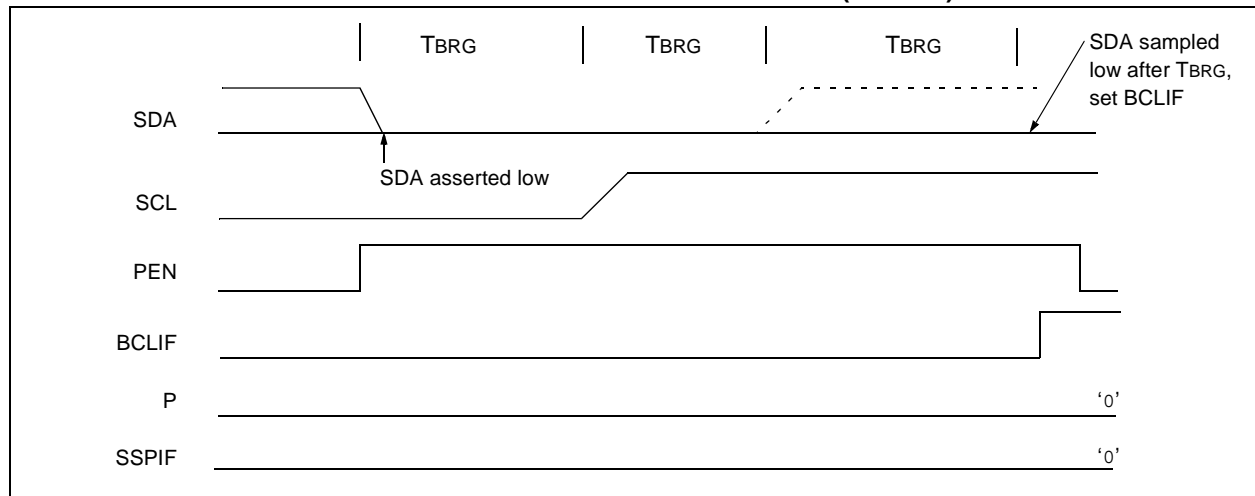 TBRG TBRG TBRG
SDA sampled
low after TBRG,
set BCLIF
SDA
SDA asserted low
SCL
PEN
BCLIF
P ‘0’
SSPIF ‘0’